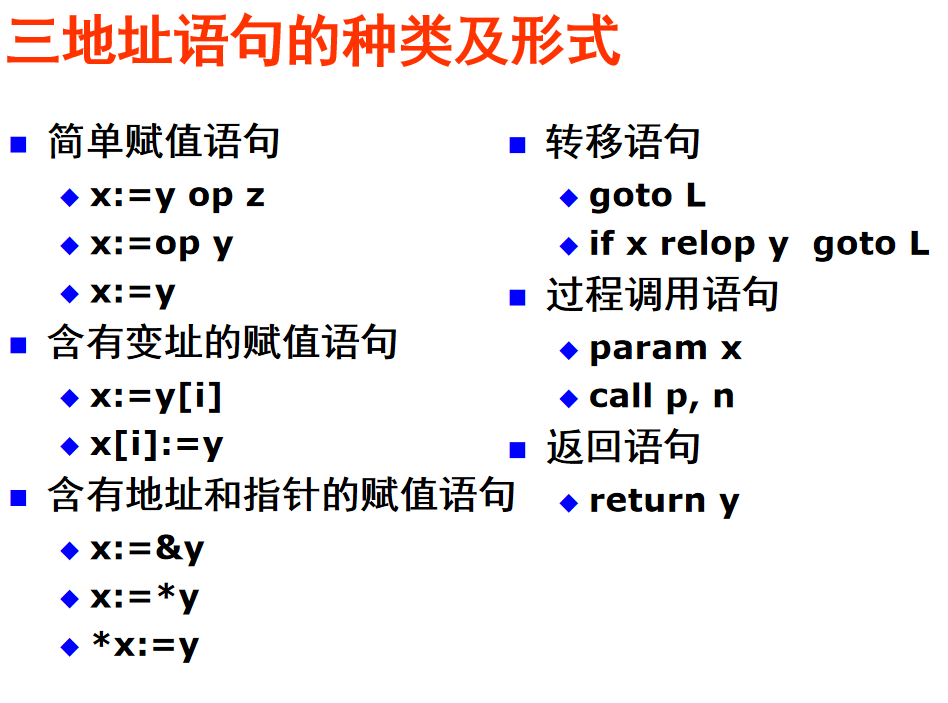 三地址语句的种类及形式
简单赋值语句
x:=y op z
x:=op y
x:=y
含有变址的赋值语句
x:=y[i]
x[i]:=y
含有地址和指针的赋值语句
x:=&y
x:=*y
*x:=y
转移语句
goto L
if x relop y  goto L
过程调用语句
param x
call p, n
返回语句
return y